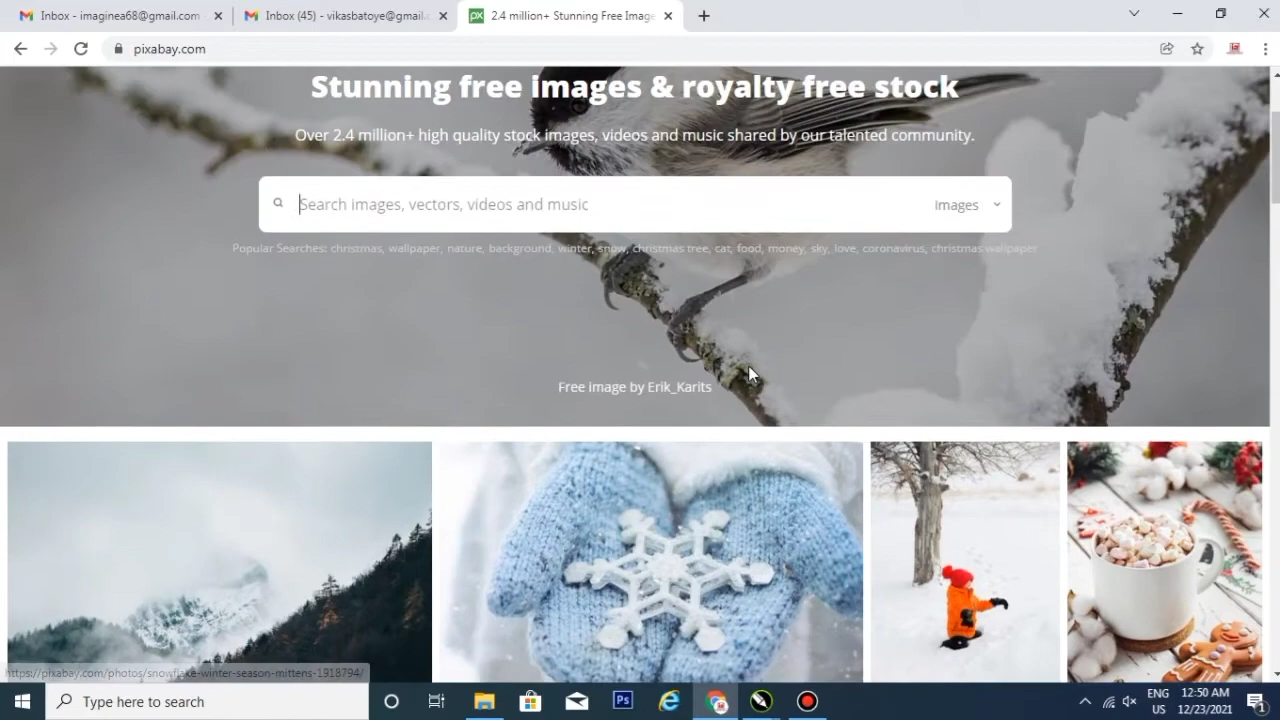 Inbox - imaginea68@gmail.com
Inbox (45) - vikasbatoye@gmail.c
2.4 million+ Stunning Free Image
pixabay.com
Stunning free images & royalty free stock
Over 2.4 million+ high quality stock images, videos and music shared by our talented community.
Search images, vectors, videos and music
Images
Popular Searches: christmas, wallpaper, nature, background, winter, snow, christmas tree, cat, food, money, sky, love, coronavirus, christmas wallpaper
Free image by Erik_Karits
https://pixabay.com/photos/snowflake-winter-season-mittens-1918794/
Type here to search
Ps
ENG
US
12:50 AM
12/23/2021
1